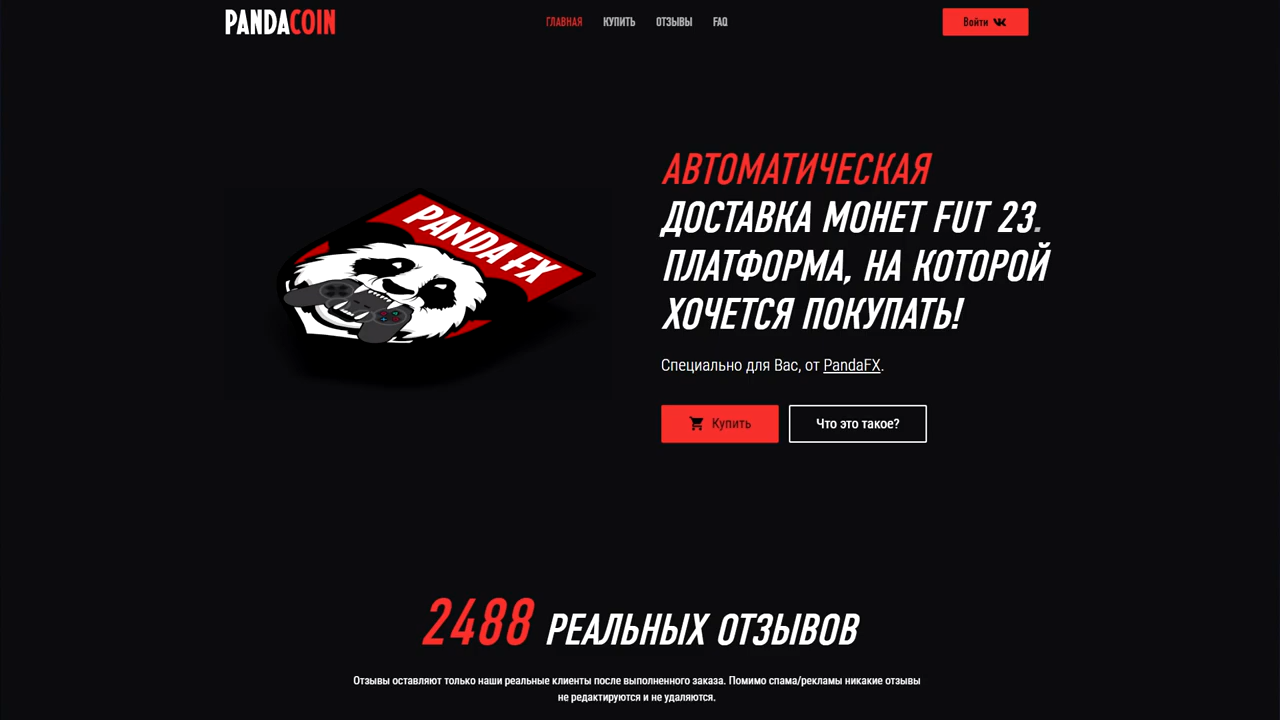 PANDACOIN
ГЛАВНАЯ
КУПИТЬ
ОТЗЫВЫ
FAQ
Войти
PANDA FX
АВТОМАТИЧЕСКАЯ
ДОСТАВКА МОНЕТ FUT 23.
ПЛАТФОРМА, НА КОТОРОЙ
ХОЧЕТСЯ ПОКУПАТЬ!
Специально для Вас, от PandaFX.
Купить
Что это такое?
2488 РЕАЛЬНЫХ ОТЗЫВОВ
Отзывы оставляют только наши реальные клиенты после выполненного заказа. Помимо спама/рекламы никакие отзывы
не редактируются и не удаляются.